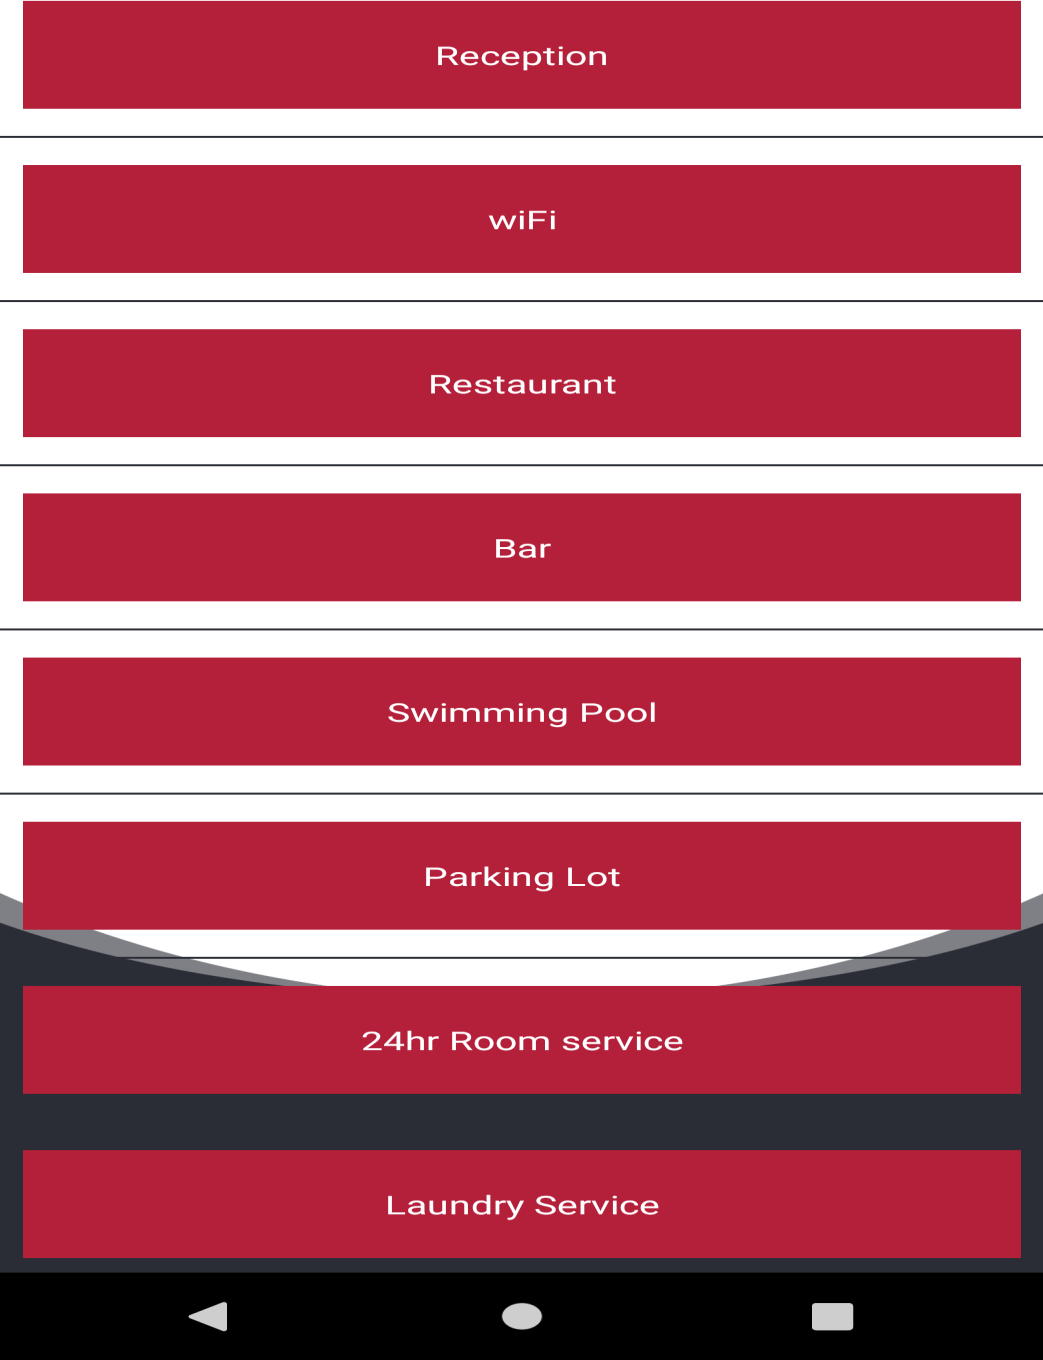 Reception
wiFi
Restaurant
Bar
Swimming Pool
Parking Lot
24hr Room service
Laundry Service